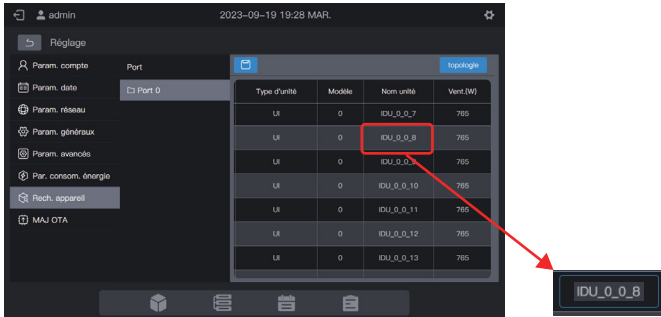 admin 2023-09-19 19:28 MAR.
Réglage
Param. compte
Param. date
Param. réseau
Param. généraux
Param. avancés
Par. consom. énergie
Rech. appareil
MAJ OTA
Port
Port 0
topologie
Type d'unité Modèle Nom unité Vent.(W)
UI 0 IDU_0_0_7 765
UI 0 IDU_0_0_8 765
UI 0 IDU_0_0_9 765
UI 0 IDU_0_0_10 765
UI 0 IDU_0_0_11 765
UI 0 IDU_0_0_12 765
UI 0 IDU_0_0_13 765
IDU_0_0_8